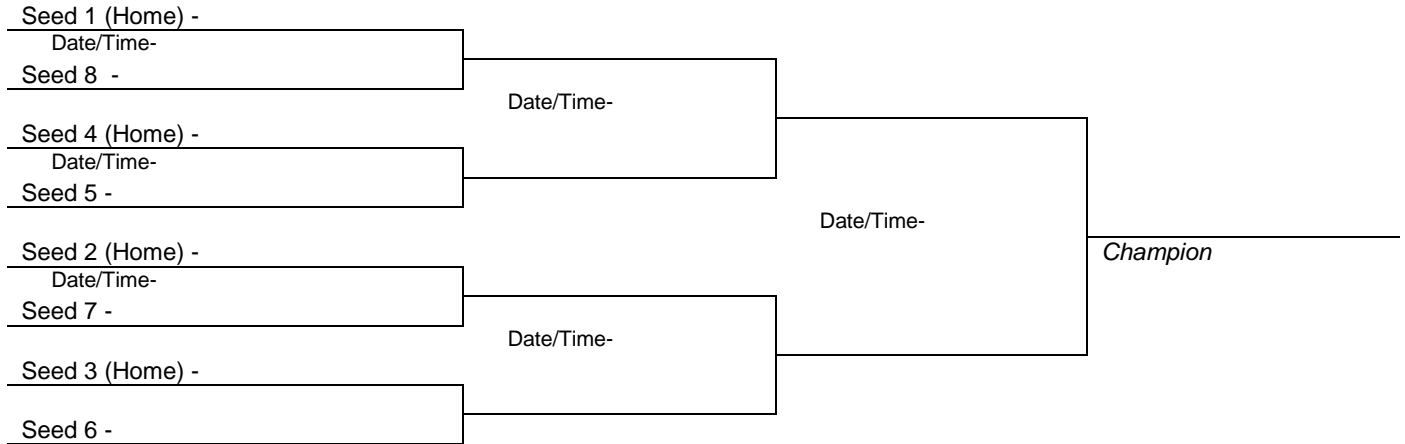 Seed 1 (Home) -
Date/Time-
Seed 8 -
Date/Time-
Seed 4 (Home) -
Date/Time-
Seed 5 -
Date/Time-
Seed 2 (Home) -
Champion
Date/Time-
Seed 7 -
Date/Time-
Seed 3 (Home) -
Seed 6 -